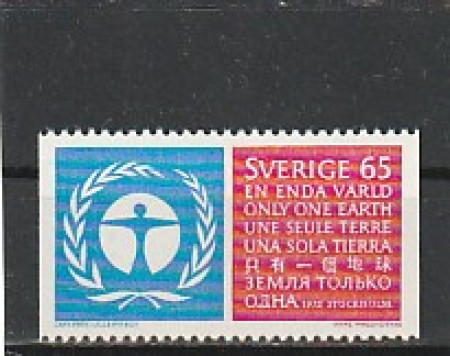 SVERIGE 65
EN ENDA VÄRLD
ONLY ONE EARTH
UNE SEULE TERRE
UNA SOLA TIERRA
只有一個地球
ЗЕМЛЯ ТОЛЬКО
ОДНА 1972 STOCKHOLM